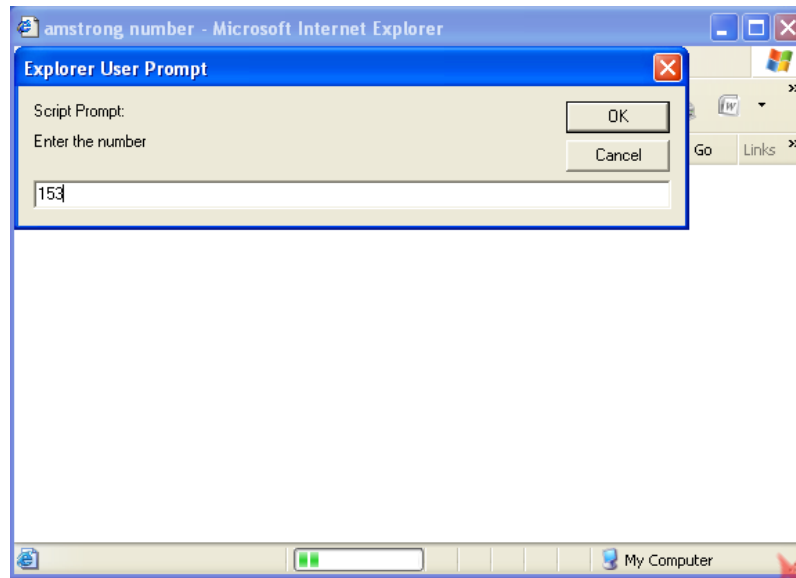 amstrong number - Microsoft Internet Explorer
Explorer User Prompt
Script Prompt:
OK
Enter the number
Cancel
Go Links »
153
My Computer